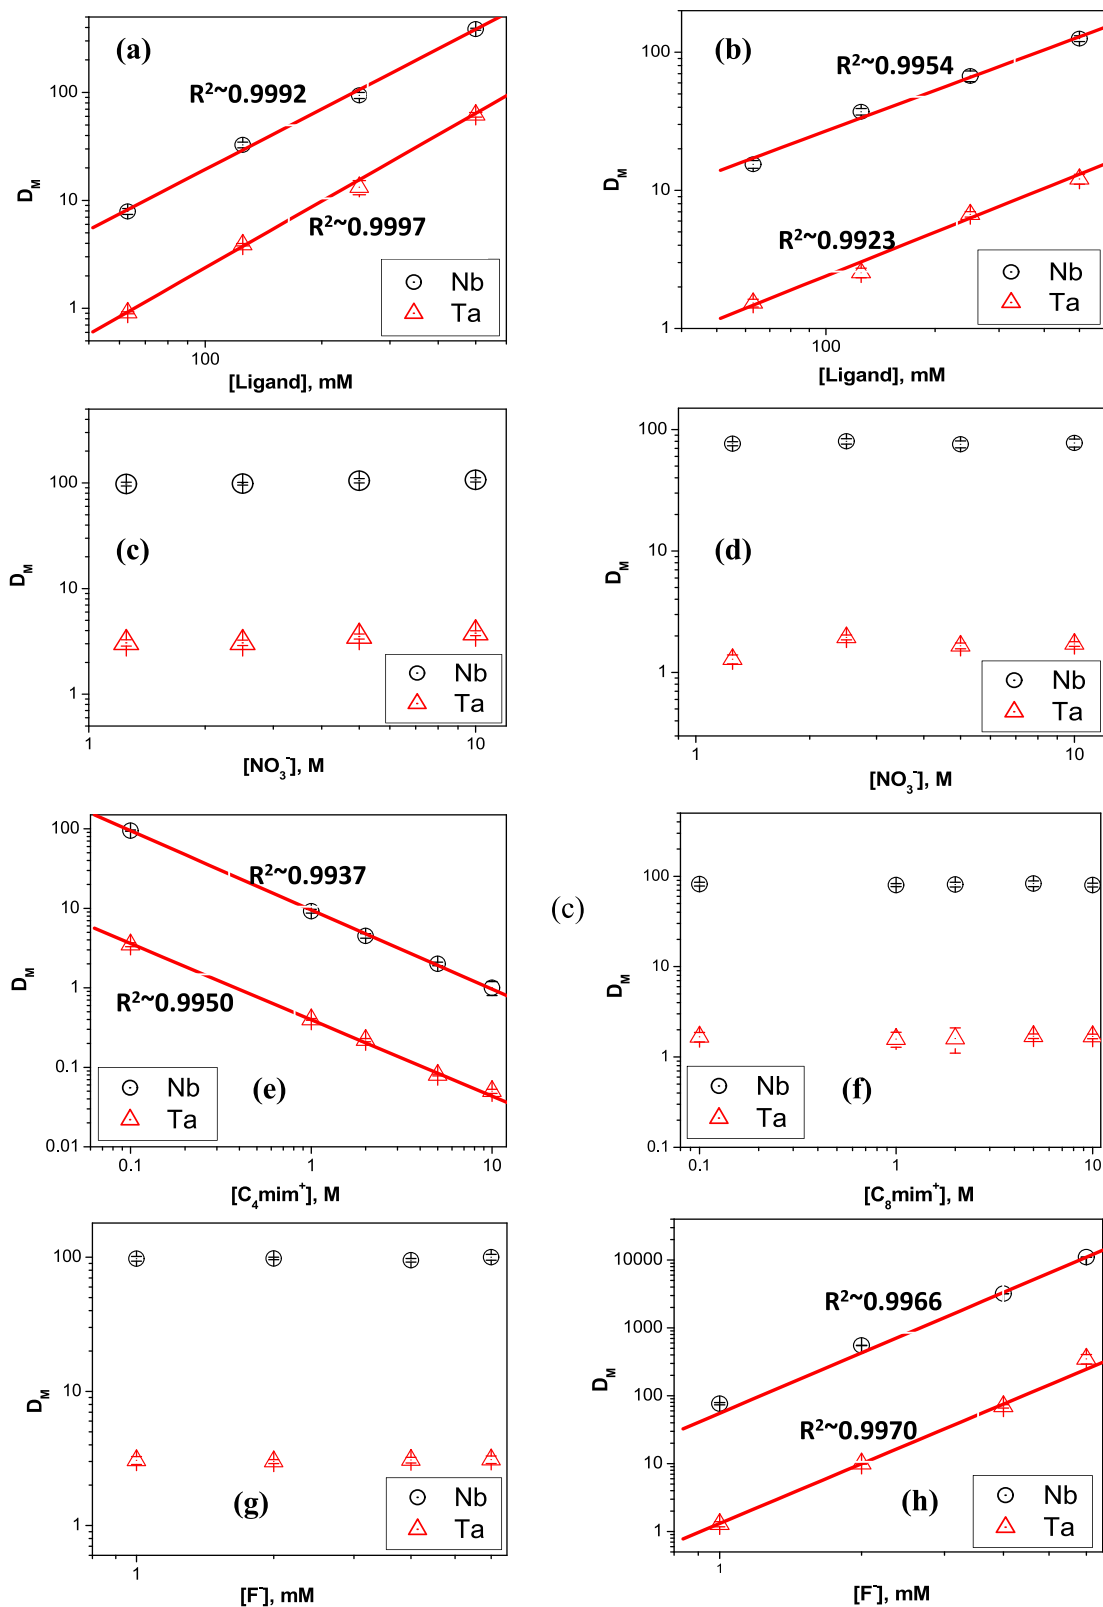 (a)
R²~0.9992
R²~0.9997
100
10
1
D_M
Nb
Ta
100
[Ligand], mM
(b)
R²~0.9954
R²~0.9923
100
10
1
D_M
Nb
Ta
100
[Ligand], mM
(c)
100
10
1
D_M
Nb
Ta
1 10
[NO₃⁻], M
(d)
100
10
1
D_M
Nb
Ta
1 10
[NO₃⁻], M
R²~0.9937
R²~0.9950
100
10
1
0.1
0.01
D_M
Nb
Ta
(e)
0.1 1 10
[C₄mim⁺], M
(c)
100
10
1
0.1
D_M
Nb
Ta
(f)
0.1 1 10
[C₈mim⁺], M
100
10
1
D_M
(g)
Nb
Ta
1
[F⁻], mM
R²~0.9966
R²~0.9970
10000
1000
100
10
1
D_M
(h)
Nb
Ta
1
[F⁻], mM